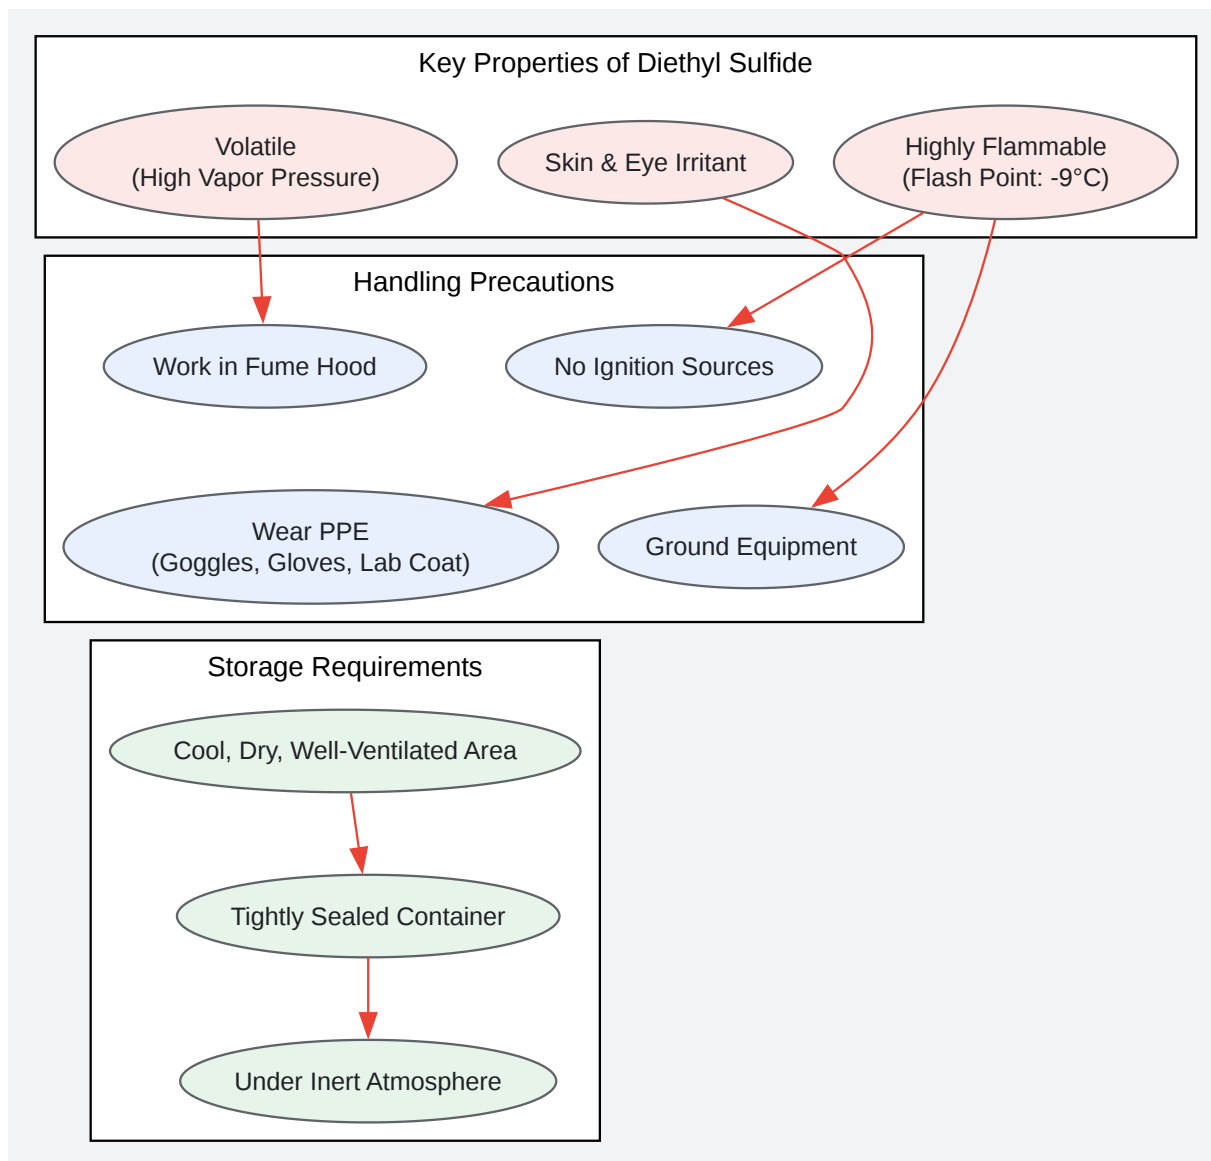 Key Properties of Diethyl Sulfide
Volatile
(High Vapor Pressure)
Skin & Eye Irritant
Highly Flammable
(Flash Point: -9°C)
Handling Precautions
Work in Fume Hood
No Ignition Sources
Wear PPE
(Goggles, Gloves, Lab Coat)
Ground Equipment
Storage Requirements
Cool, Dry, Well-Ventilated Area
Tightly Sealed Container
Under Inert Atmosphere